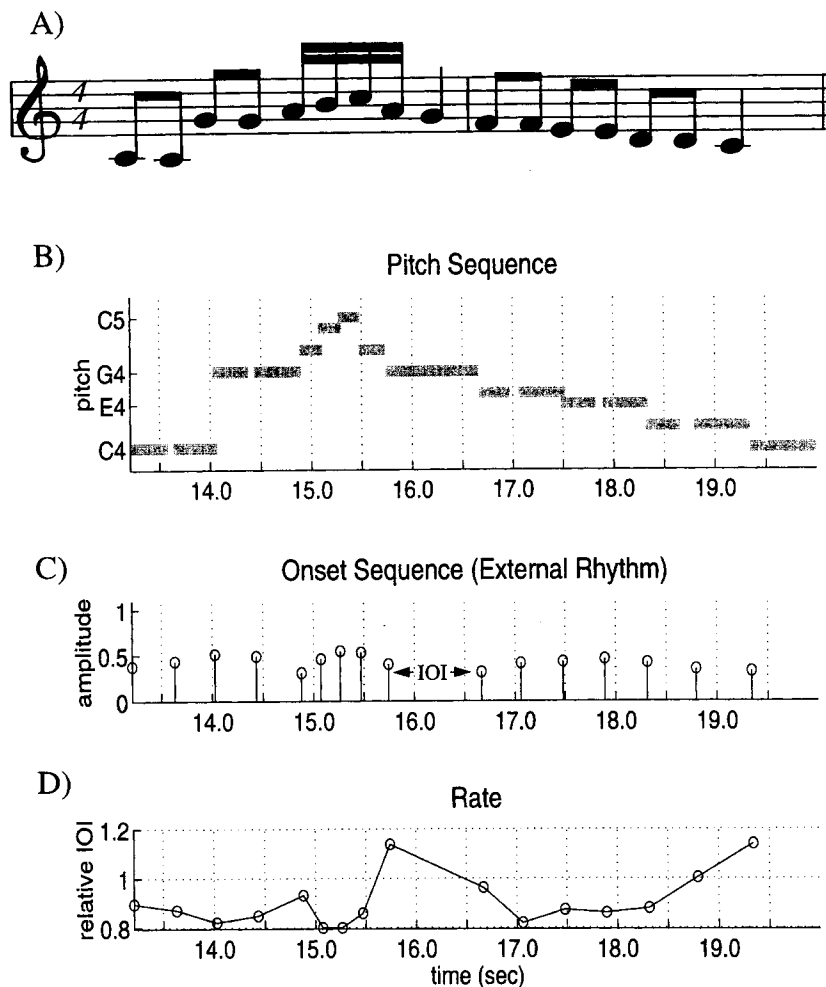 A)
4
4
B)
Pitch Sequence
pitch
C5
G4
E4
C4
14.0 15.0 16.0 17.0 18.0 19.0
C)
Onset Sequence (External Rhythm)
amplitude
1
0.5
0
IOI
14.0 15.0 16.0 17.0 18.0 19.0
D)
Rate
relative IOI
1.2
1
0.8
14.0 15.0 16.0 17.0 18.0 19.0
time (sec)